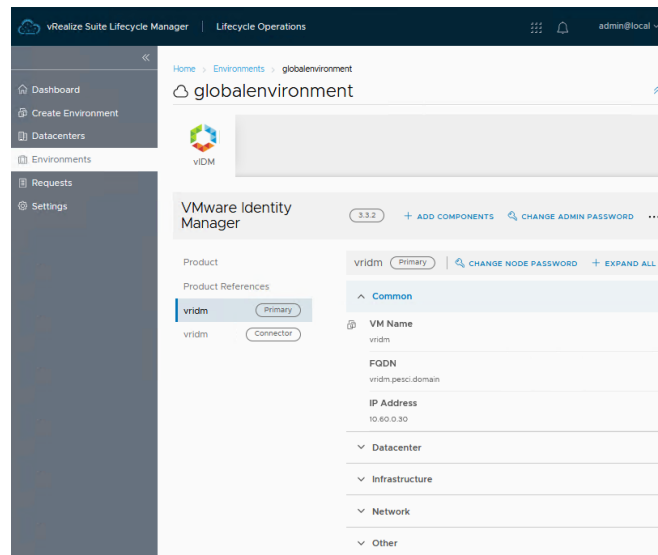 vRealize Suite Lifecycle Manager | Lifecycle Operations admin@local
«
Home > Environments > globalenvironment
globalenvironment
Dashboard
Create Environment
Datacenters
Environments
Requests
Settings
vIDM
VMware Identity Manager
3.3.2 + ADD COMPONENTS CHANGE ADMIN PASSWORD ...
Product
Product References
vridm Primary
vridm Connector
vridm Primary CHANGE NODE PASSWORD + EXPAND ALL
Common
VM Name
vridm
FQDN
vridm.pesci.domain
IP Address
10.60.0.30
Datacenter
Infrastructure
Network
Other